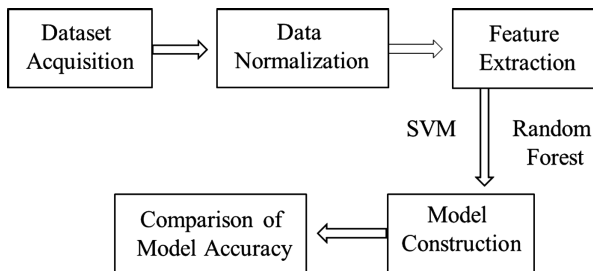 Dataset
Acquisition
Data
Normalization
Feature
Extraction
SVM
Random
Forest
Model
Construction
Comparison of
Model Accuracy